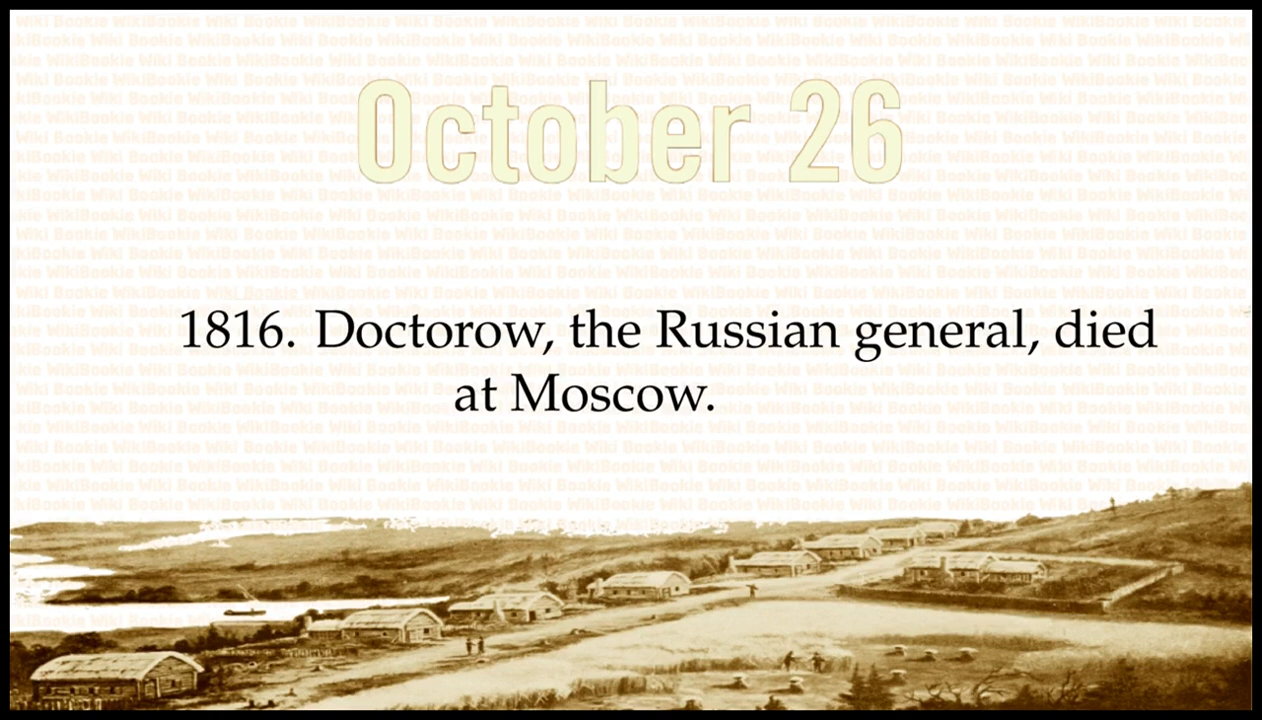 October 26
1816. Doctorow, the Russian general, died
at Moscow.